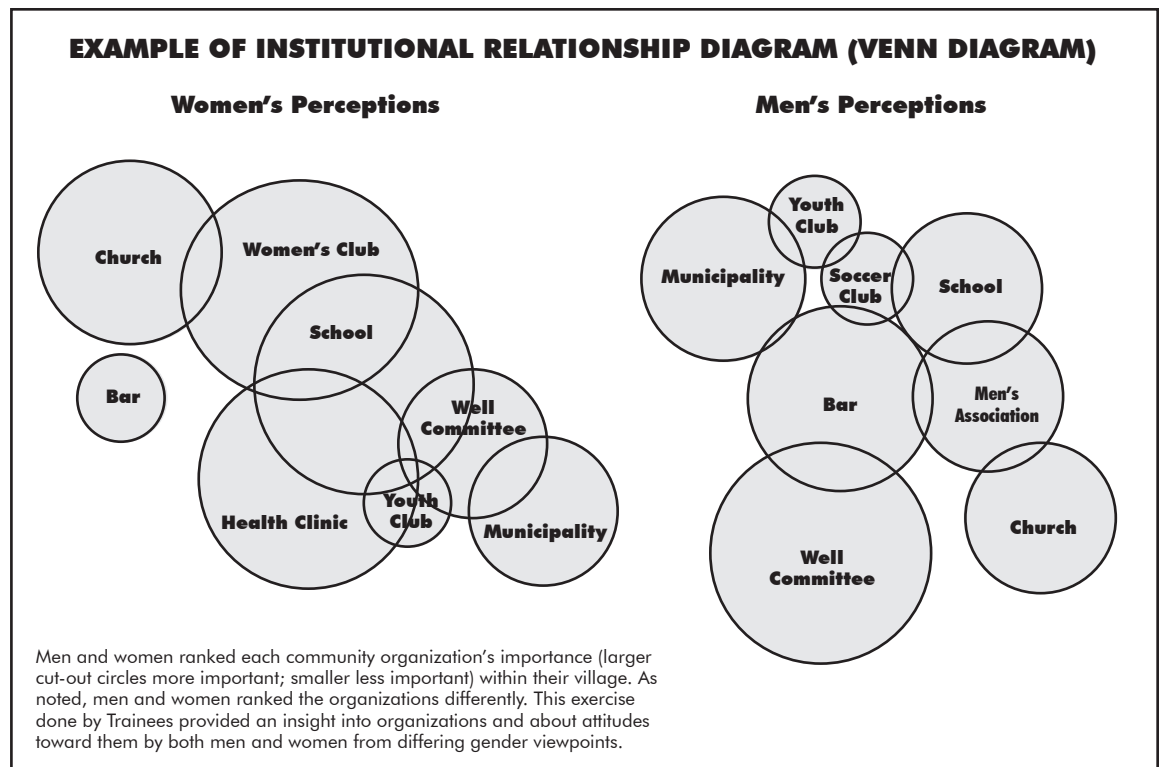 EXAMPLE OF INSTITUTIONAL RELATIONSHIP DIAGRAM (VENN DIAGRAM)
Women's Perceptions
Church
Women's Club
School
Bar
Well
Committee
Youth
Club
Health Clinic
Municipality
Men's Perceptions
Youth
Club
Municipality
Soccer
Club
School
Bar
Men's
Association
Church
Well
Committee
Men and women ranked each community organization's importance (larger
cut-out circles more important; smaller less important) within their village. As
noted, men and women ranked the organizations differently. This exercise
done by Trainees provided an insight into organizations and about attitudes
toward them by both men and women from differing gender viewpoints.